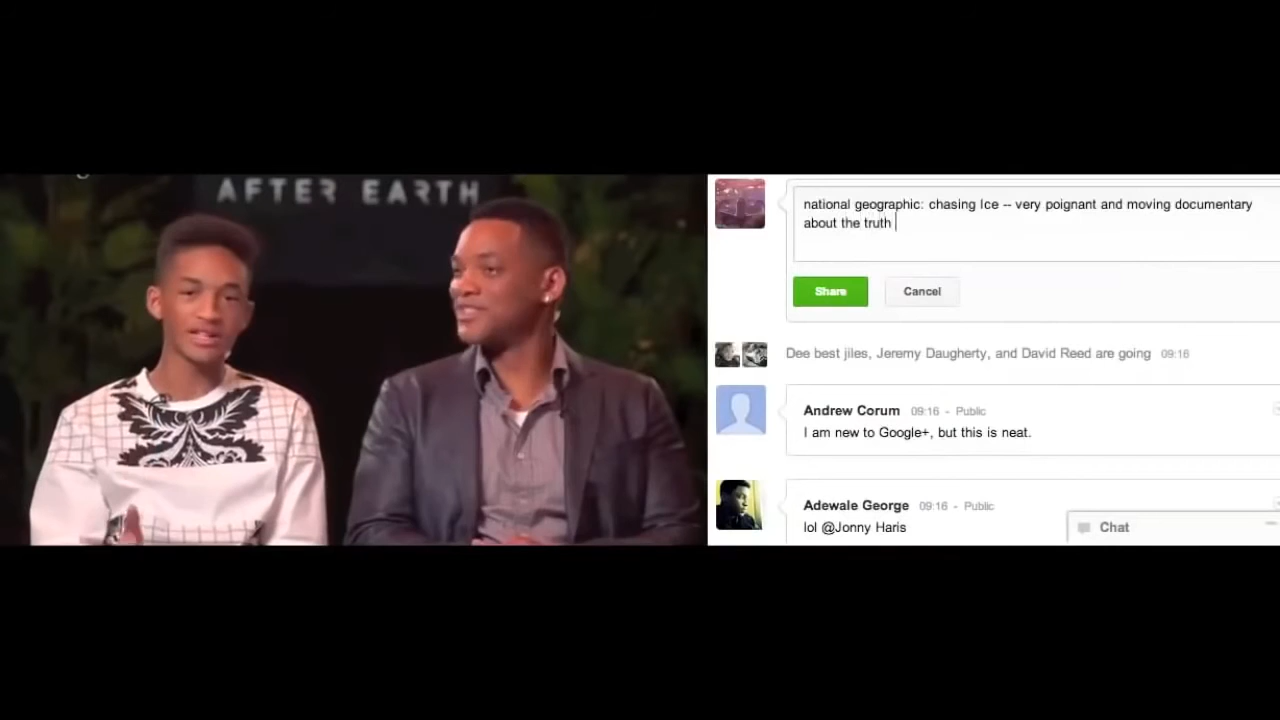 AFTER EARTH
national geographic: chasing Ice -- very poignant and moving documentary
about the truth
Share
Cancel
Dee best jiles, Jeremy Daugherty, and David Reed are going 09:16
Andrew Corum 09:16 - Public
I am new to Google+, but this is neat.
Adewale George 09:16 - Public
lol @Jonny Haris
Chat